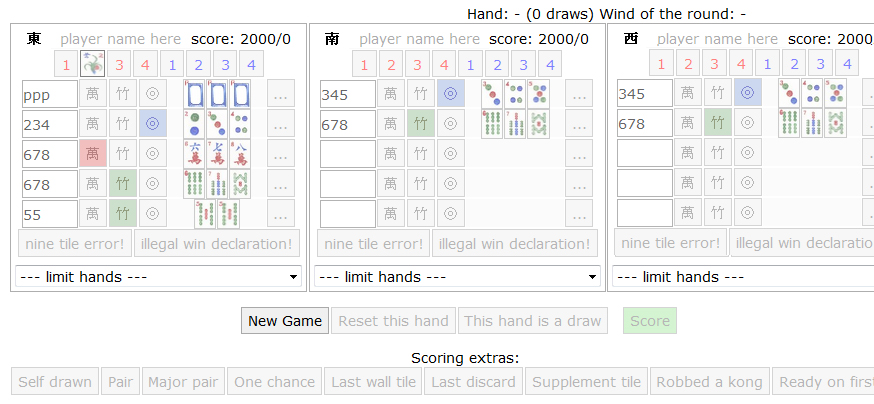 Hand: - (0 draws) Wind of the round: -
東 player name here score: 2000/0 南 player name here score: 2000/0 西 player name here score: 2000
1 3 4 1 2 3 4 1 2 3 4 1 2 3 4 1 2 3 4 1 2 3 4
ppp 萬 竹 ◎ ... 345 萬 竹 ◎ ... 345 萬 竹 ◎
234 萬 竹 ◎ ... 678 萬 竹 ◎ ... 678 萬 竹 ◎
678 萬 竹 ◎ ... 萬 竹 ◎ ... 萬 竹 ◎
678 萬 竹 ◎ ... 萬 竹 ◎ ... 萬 竹 ◎
55 萬 竹 ◎ ... 萬 竹 ◎ ... 萬 竹 ◎
nine tile error! illegal win declaration! nine tile error! illegal win declaration! nine tile error! illegal win declaration!
--- limit hands --- --- limit hands --- --- limit hands ---
New Game Reset this hand This hand is a draw Score
Scoring extras:
Self drawn Pair Major pair One chance Last wall tile Last discard Supplement tile Robbed a kong Ready on first